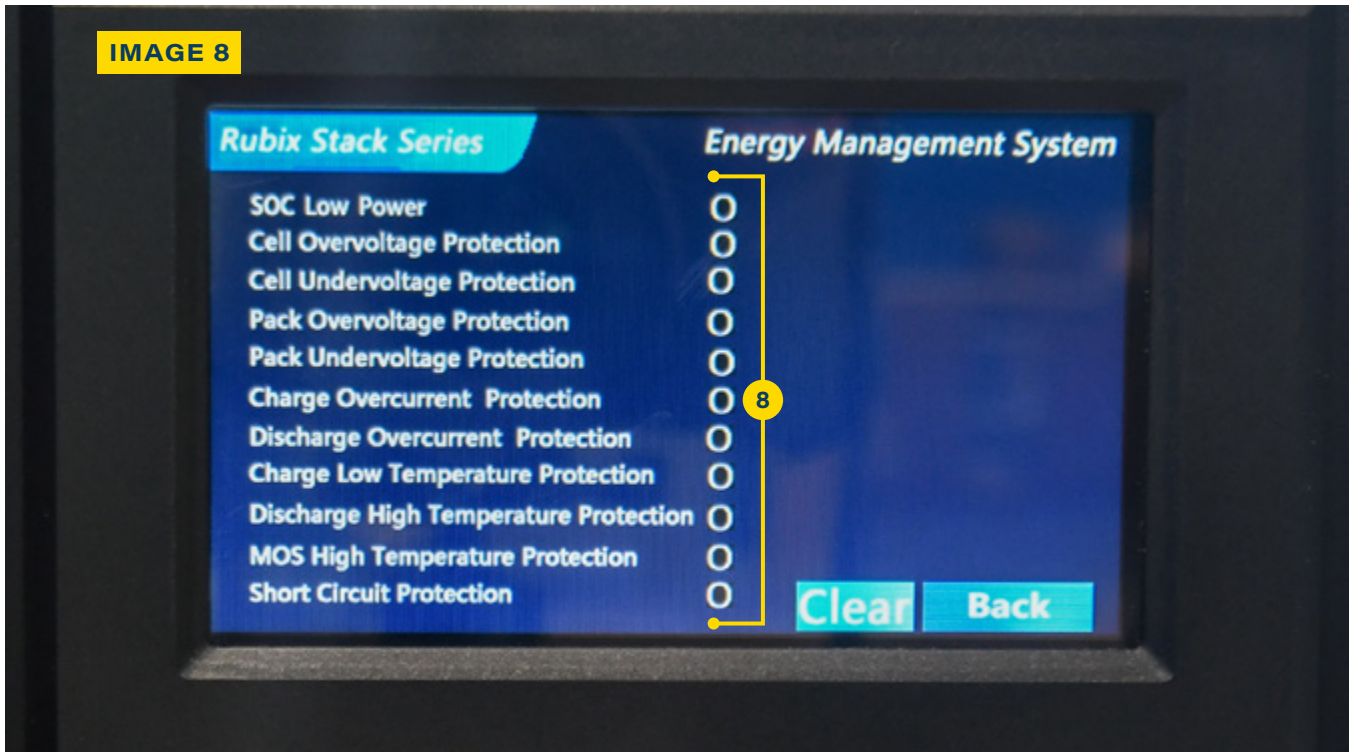 IMAGE 8
Rubix Stack Series Energy Management System
SOC Low Power O
Cell Overvoltage Protection O
Cell Undervoltage Protection O
Pack Overvoltage Protection O
Pack Undervoltage Protection O
Charge Overcurrent Protection O
8
Discharge Overcurrent Protection O
Charge Low Temperature Protection O
Discharge High Temperature Protection O
MOS High Temperature Protection O
Short Circuit Protection O
Clear Back